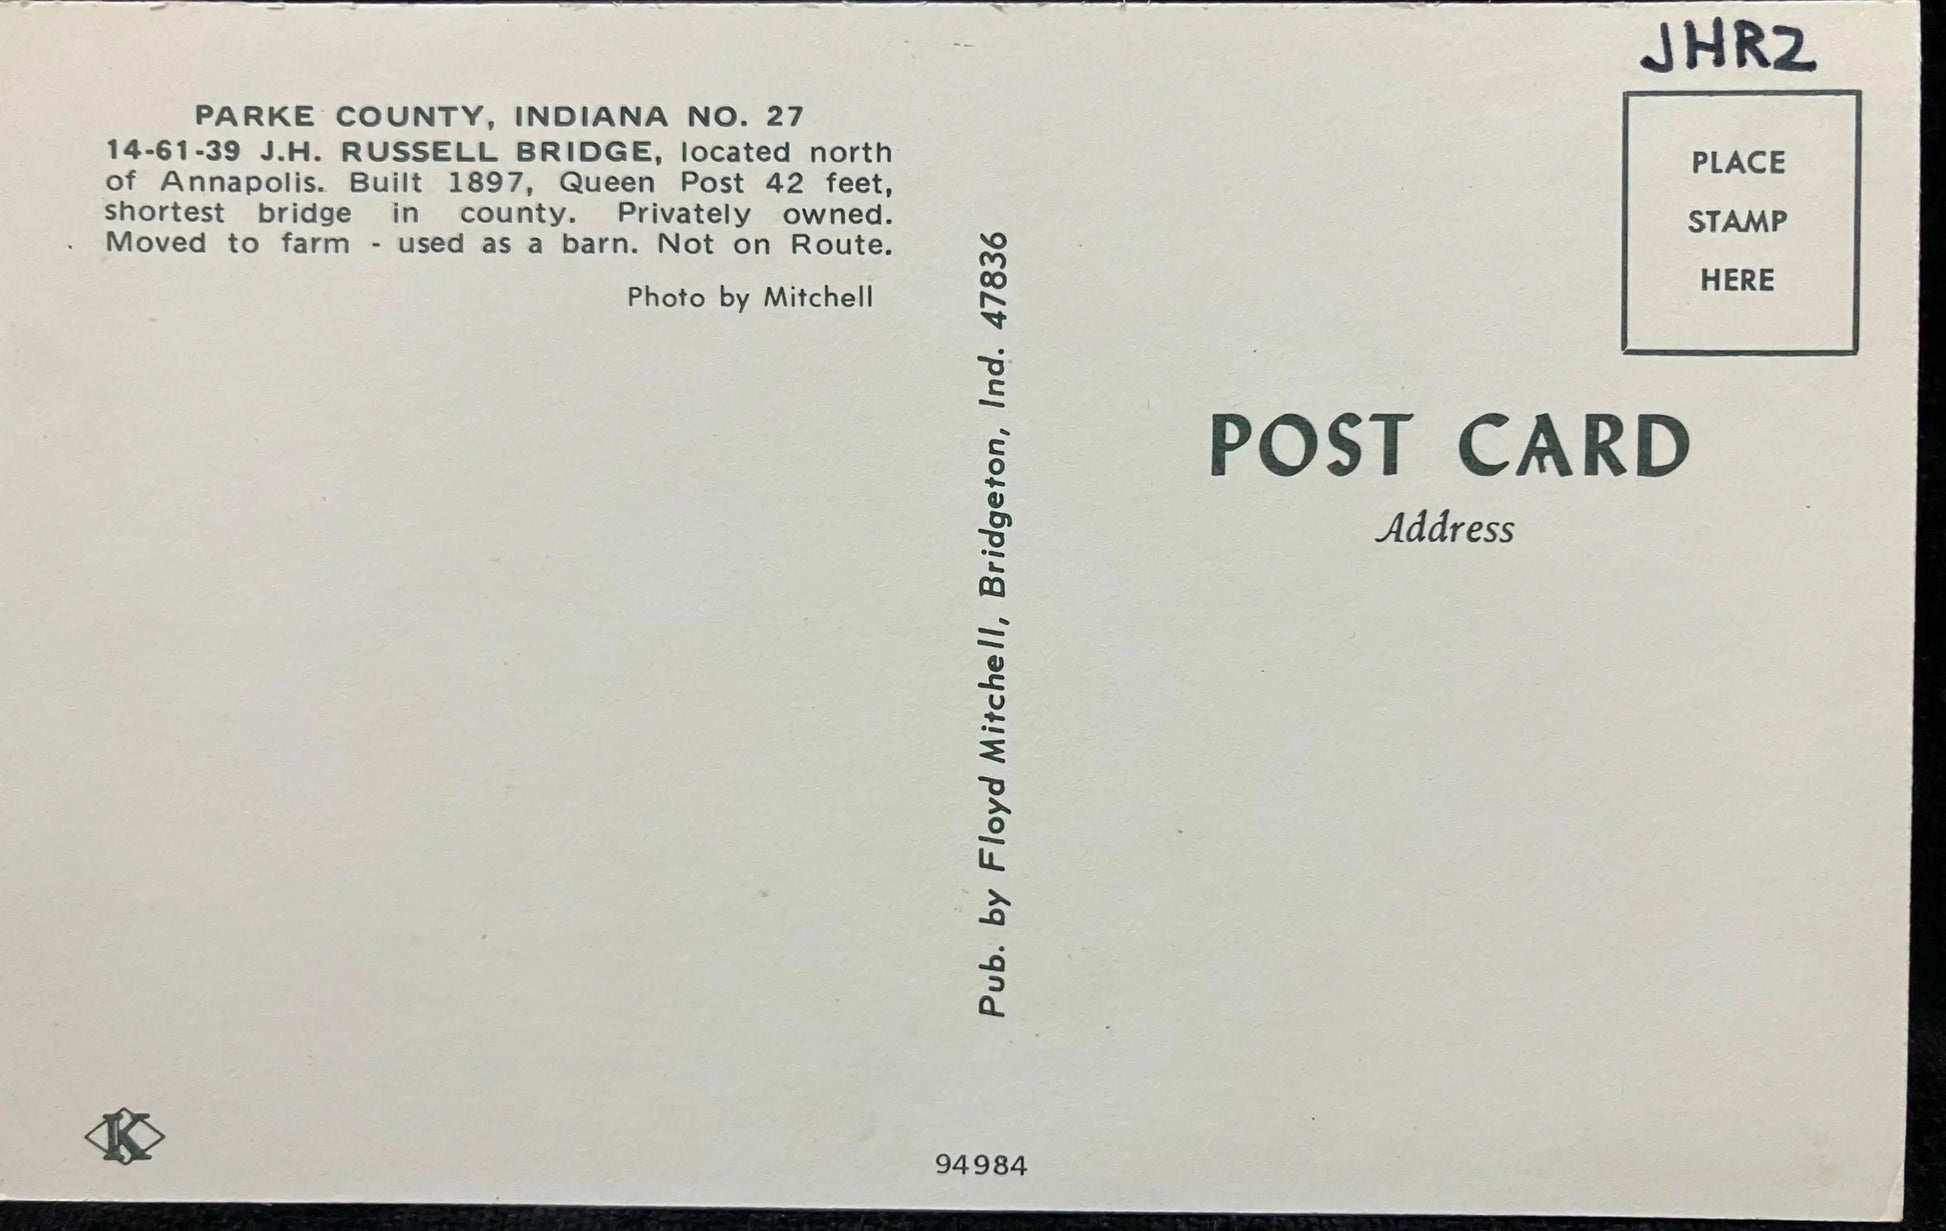 JHR2
PARKE COUNTY, INDIANA NO. 27
14-61-39 J.H. RUSSELL BRIDGE, located north
of Annapolis. Built 1897, Queen Post 42 feet,
shortest bridge in county. Privately owned.
Moved to farm - used as a barn. Not on Route.
Photo by Mitchell
Pub. by Floyd Mitchell, Bridgeton, Ind. 47836
PLACE
STAMP
HERE
POST CARD
Address
K
94984